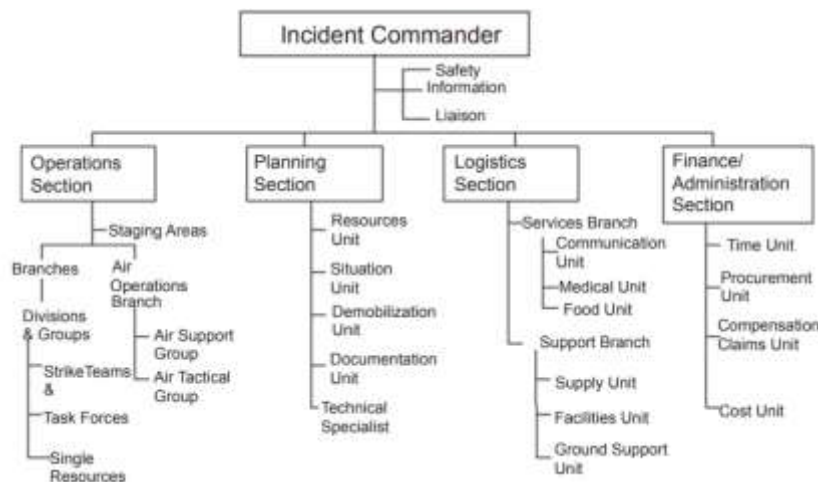 Incident Commander
Safety
Information
Liaison
Operations
Section
Staging Areas
Branches
Air
Operations
Branch
Divisions
& Groups
Air Support
Group
StrikeTeams
&
Air Tactical
Group
Task Forces
Single
Resources
Planning
Section
Resources
Unit
Situation
Unit
Demobilization
Unit
Documentation
Unit
Technical
Specialist
Logistics
Section
Services Branch
Communication
Unit
Medical Unit
Food Unit
Support Branch
Supply Unit
Facilities Unit
Ground Support
Unit
Finance/
Administration
Section
Time Unit
Procurement
Unit
Compensation
Claims Unit
Cost Unit